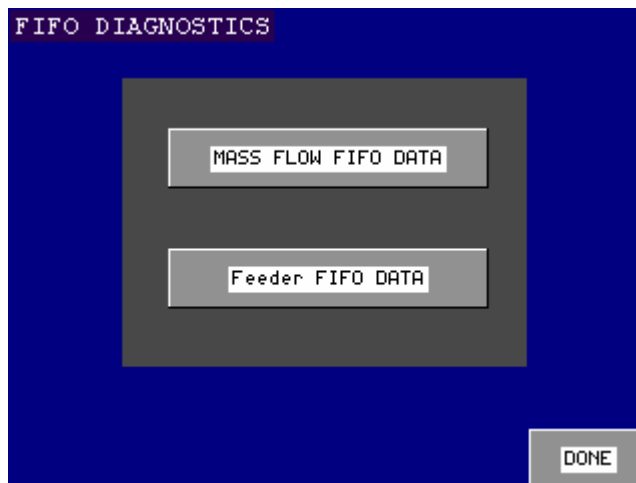 FIFO DIAGNOSTICS
MASS FLOW FIFO DATA
Feeder FIFO DATA
DONE